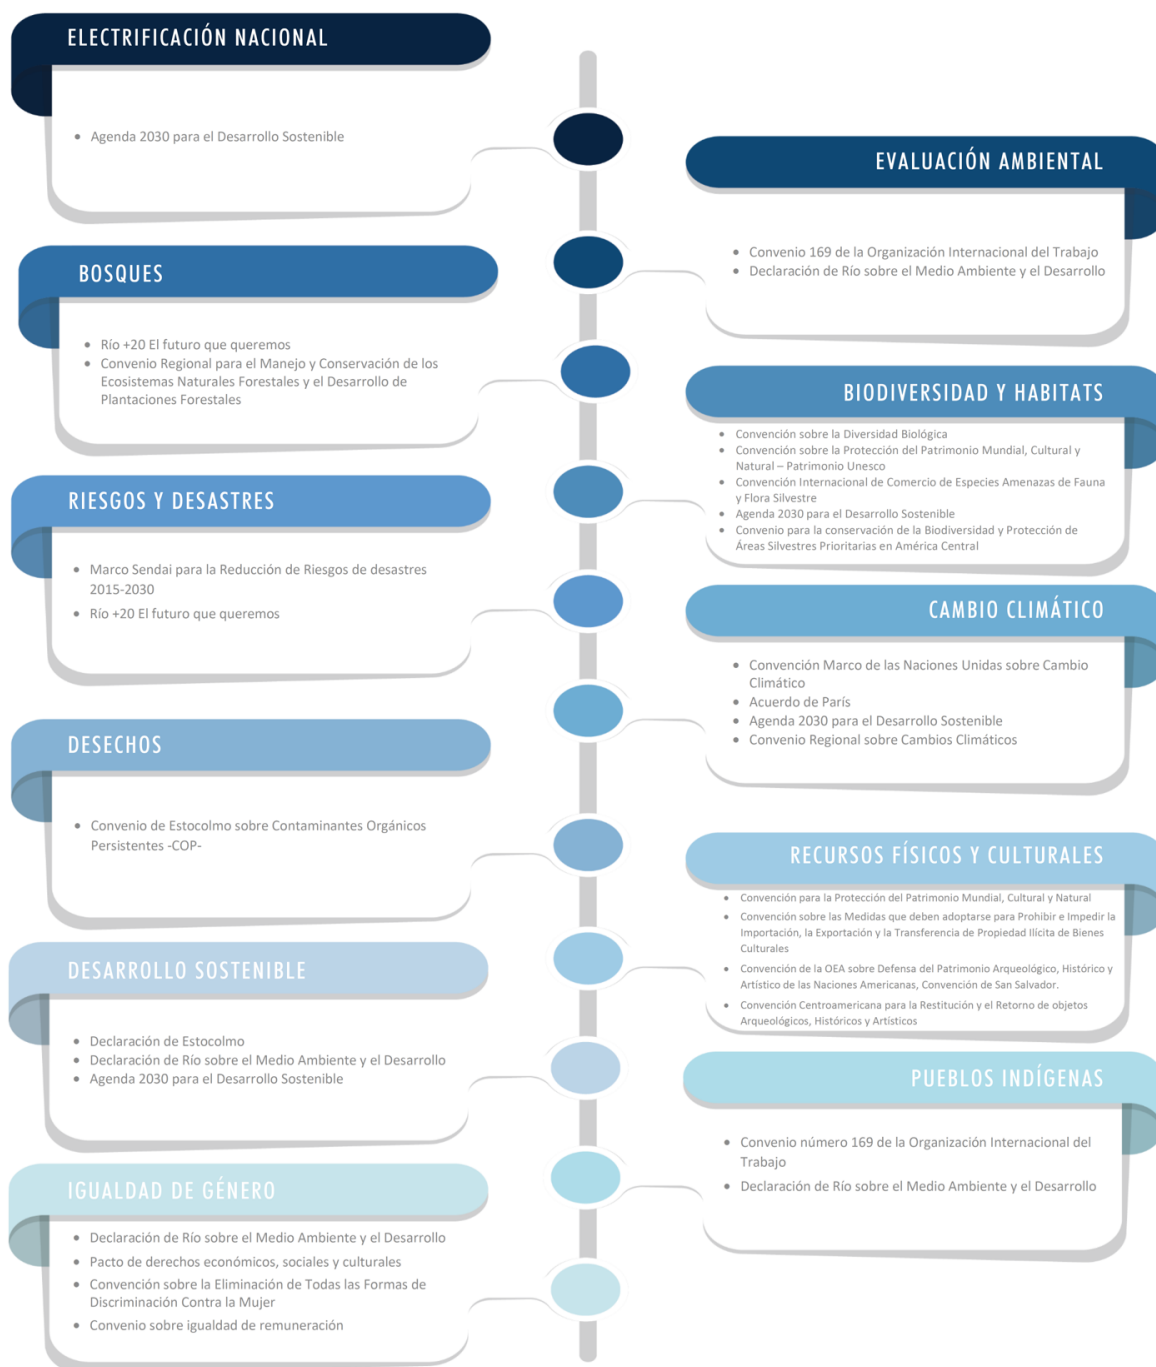 ELECTRIFICACIÓN NACIONAL
• Agenda 2030 para el Desarrollo Sostenible
EVALUACIÓN AMBIENTAL
• Convenio 169 de la Organización Internacional del Trabajo
• Declaración de Río sobre el Medio Ambiente y el Desarrollo
BOSQUES
• Río +20 El futuro que queremos
• Convenio Regional para el Manejo y Conservación de los
Ecosistemas Naturales Forestales y el Desarrollo de
Plantaciones Forestales
BIODIVERSIDAD Y HABITATS
• Convención sobre la Diversidad Biológica
• Convención sobre la Protección del Patrimonio Mundial, Cultural y
Natural – Patrimonio Unesco
• Convención Internacional de Comercio de Especies Amenazas de Fauna
y Flora Silvestre
• Agenda 2030 para el Desarrollo Sostenible
• Convenio para la conservación de la Biodiversidad y Protección de
Áreas Silvestres Prioritarias en América Central
RIESGOS Y DESASTRES
• Marco Sendai para la Reducción de Riesgos de desastres
2015-2030
• Río +20 El futuro que queremos
CAMBIO CLIMÁTICO
• Convención Marco de las Naciones Unidas sobre Cambio
Climático
• Acuerdo de París
• Agenda 2030 para el Desarrollo Sostenible
• Convenio Regional sobre Cambios Climáticos
DESECHOS
• Convenio de Estocolmo sobre Contaminantes Orgánicos
Persistentes -COP-
RECURSOS FÍSICOS Y CULTURALES
• Convención para la Protección del Patrimonio Mundial, Cultural y Natural
• Convención sobre las Medidas que deben adoptarse para Prohibir e Impedir la
Importación, la Exportación y la Transferencia de Propiedad Ilícita de Bienes
Culturales
• Convención de la OEA sobre Defensa del Patrimonio Arqueológico, Histórico y
Artístico de las Naciones Americanas, Convención de San Salvador.
• Convención Centroamericana para la Restitución y el Retorno de objetos
Arqueológicos, Históricos y Artísticos
DESARROLLO SOSTENIBLE
• Declaración de Estocolmo
• Declaración de Río sobre el Medio Ambiente y el Desarrollo
• Agenda 2030 para el Desarrollo Sostenible
PUEBLOS INDÍGENAS
• Convenio número 169 de la Organización Internacional del
Trabajo
• Declaración de Río sobre el Medio Ambiente y el Desarrollo
IGUALDAD DE GÉNERO
• Declaración de Río sobre el Medio Ambiente y el Desarrollo
• Pacto de derechos económicos, sociales y culturales
• Convención sobre la Eliminación de Todas las Formas de
Discriminación Contra la Mujer
• Convenio sobre igualdad de remuneración